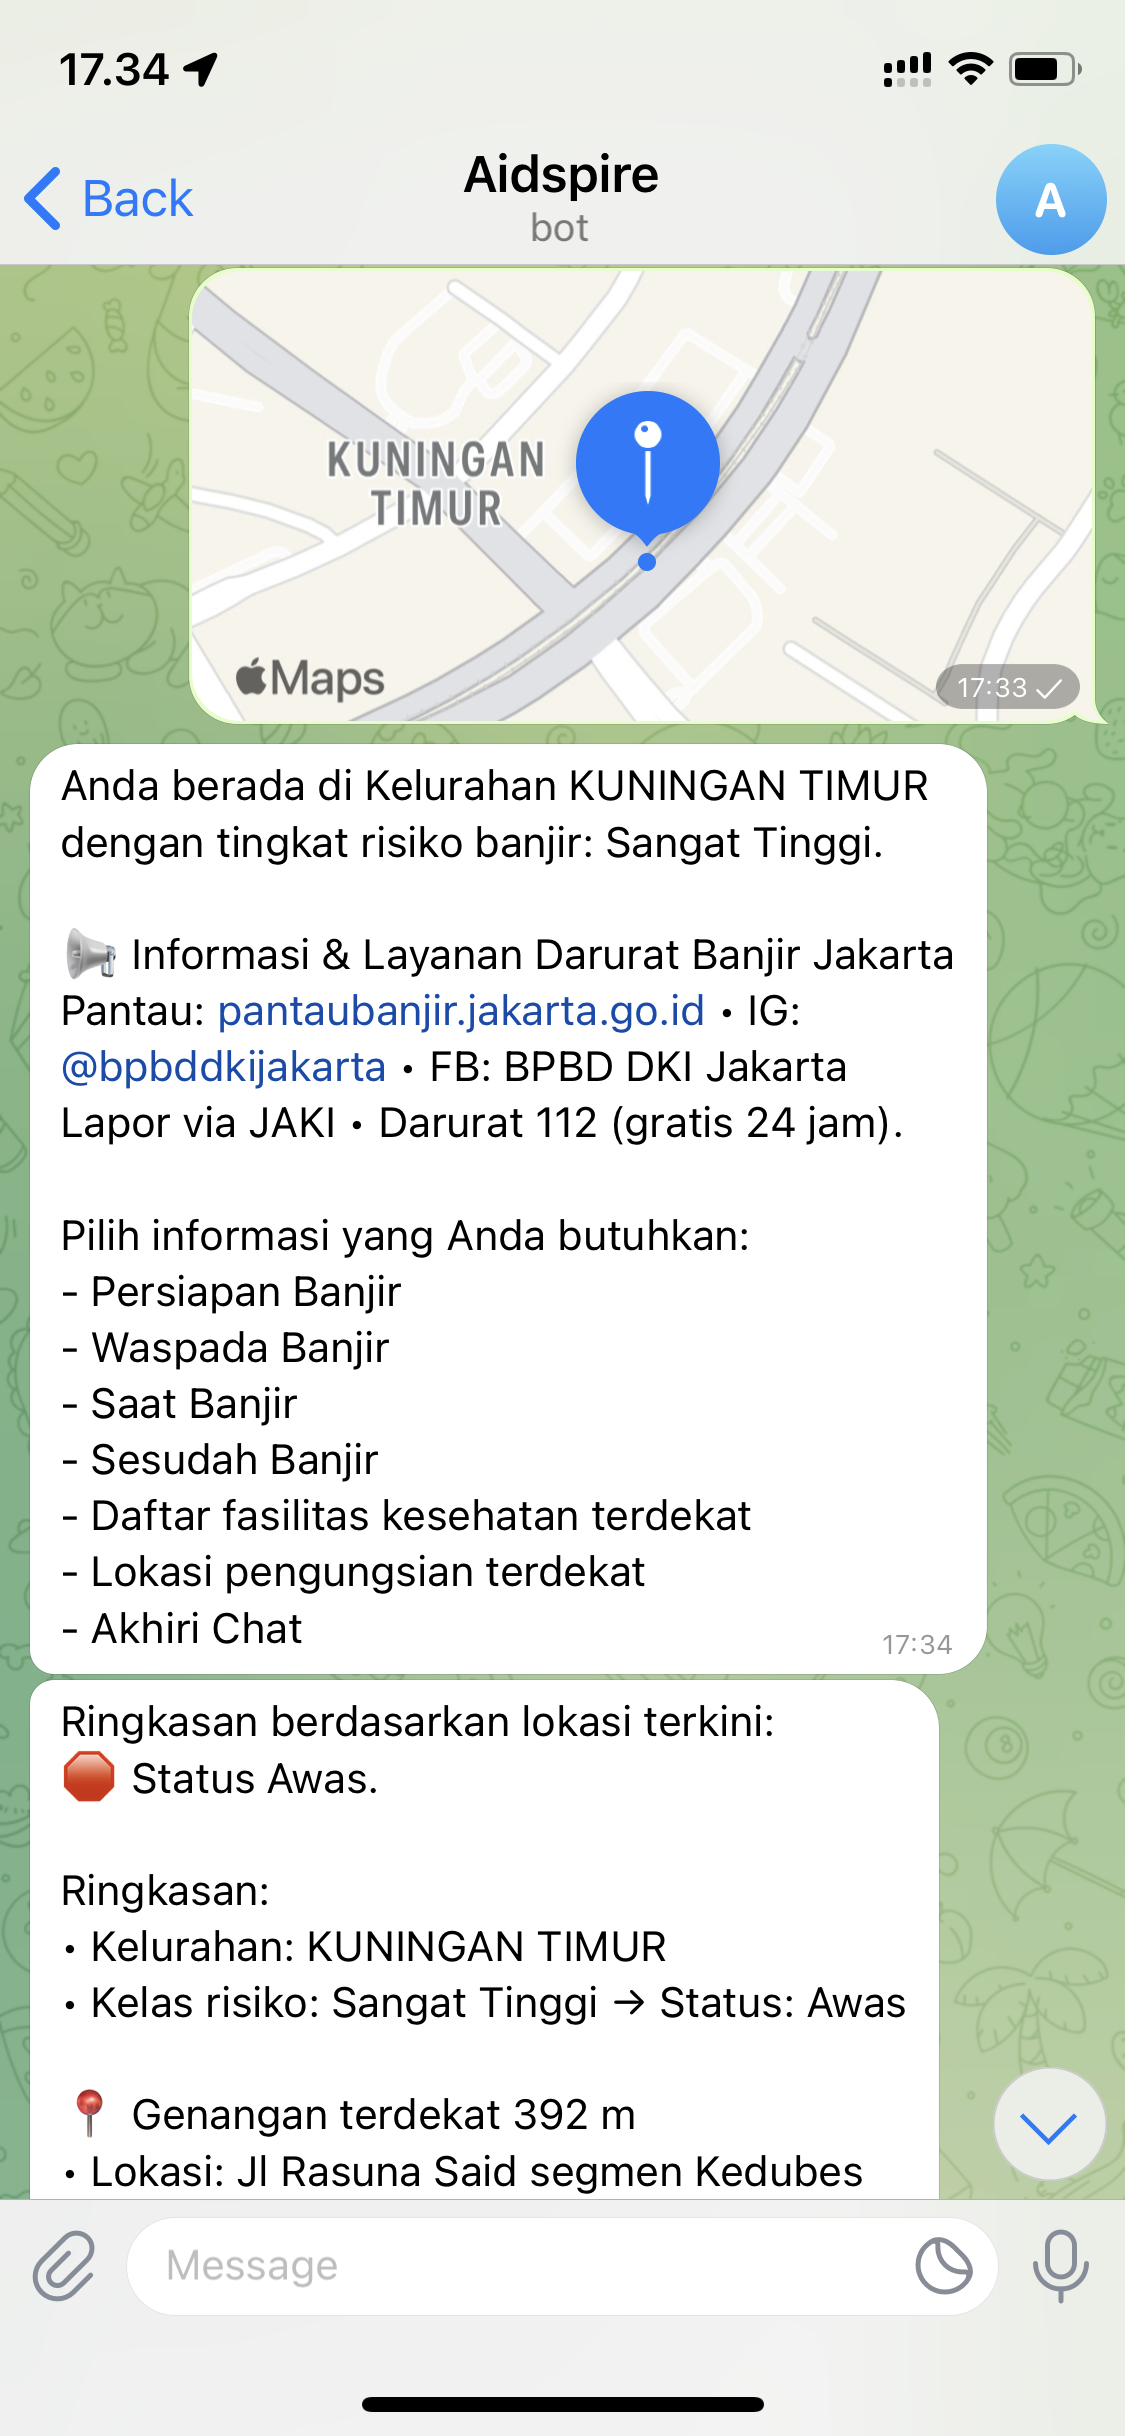 17.34
Back
Aidspire
bot
A
KUNINGAN
TIMUR
Maps
17:33
Anda berada di Kelurahan KUNINGAN TIMUR
dengan tingkat risiko banjir: Sangat Tinggi.
📢 Informasi & Layanan Darurat Banjir Jakarta
Pantau: pantaubanjir.jakarta.go.id • IG:
@bpbddkijakarta • FB: BPBD DKI Jakarta
Lapor via JAKI • Darurat 112 (gratis 24 jam).
Pilih informasi yang Anda butuhkan:
- Persiapan Banjir
- Waspada Banjir
- Saat Banjir
- Sesudah Banjir
- Daftar fasilitas kesehatan terdekat
- Lokasi pengungsian terdekat
- Akhiri Chat
17:34
Ringkasan berdasarkan lokasi terkini:
🛑 Status Awas.
Ringkasan:
• Kelurahan: KUNINGAN TIMUR
• Kelas risiko: Sangat Tinggi → Status: Awas
📍 Genangan terdekat 392 m
• Lokasi: Jl Rasuna Said segmen Kedubes
Message